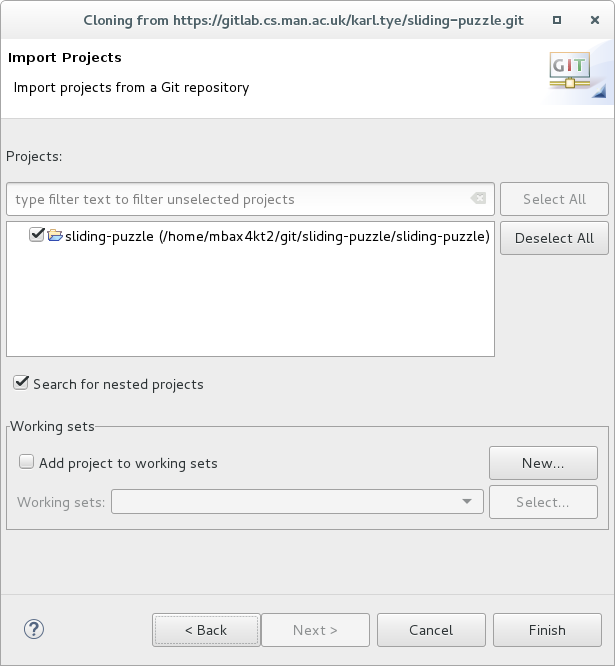 Cloning from https://gitlab.cs.man.ac.uk/karl.tye/sliding-puzzle.git
Import Projects
Import projects from a Git repository
GIT
Projects:
type filter text to filter unselected projects
Select All
sliding-puzzle (/home/mbax4kt2/git/sliding-puzzle/sliding-puzzle)
Deselect All
Search for nested projects
Working sets
Add project to working sets
New...
Working sets:
Select...
?
< Back
Next >
Cancel
Finish